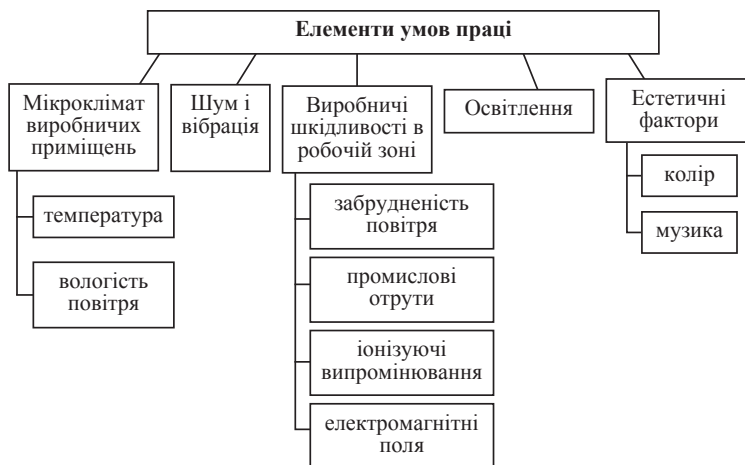 Елементи умов праці
Мікроклімат
виробничих
приміщень
температура
вологість
повітря
Шум і
вібрація
Виробничі
шкідливості в
робочій зоні
забрудненість
повітря
промислові
отрути
іонізуючі
випромінювання
електромагнітні
поля
Освітлення
Естетичні
фактори
колір
музика